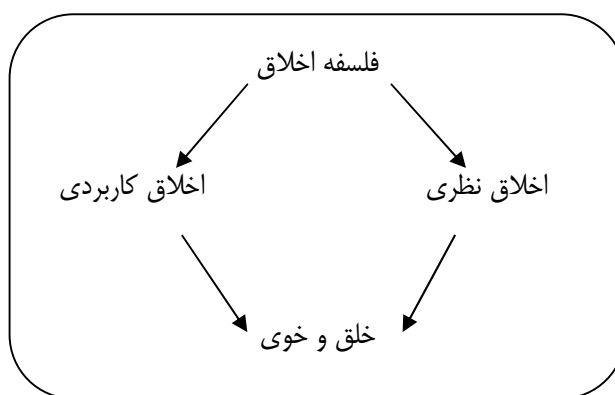 فلسفه اخلاق
اخلاق نظری
اخلاق کاربردی
خلق و خوی